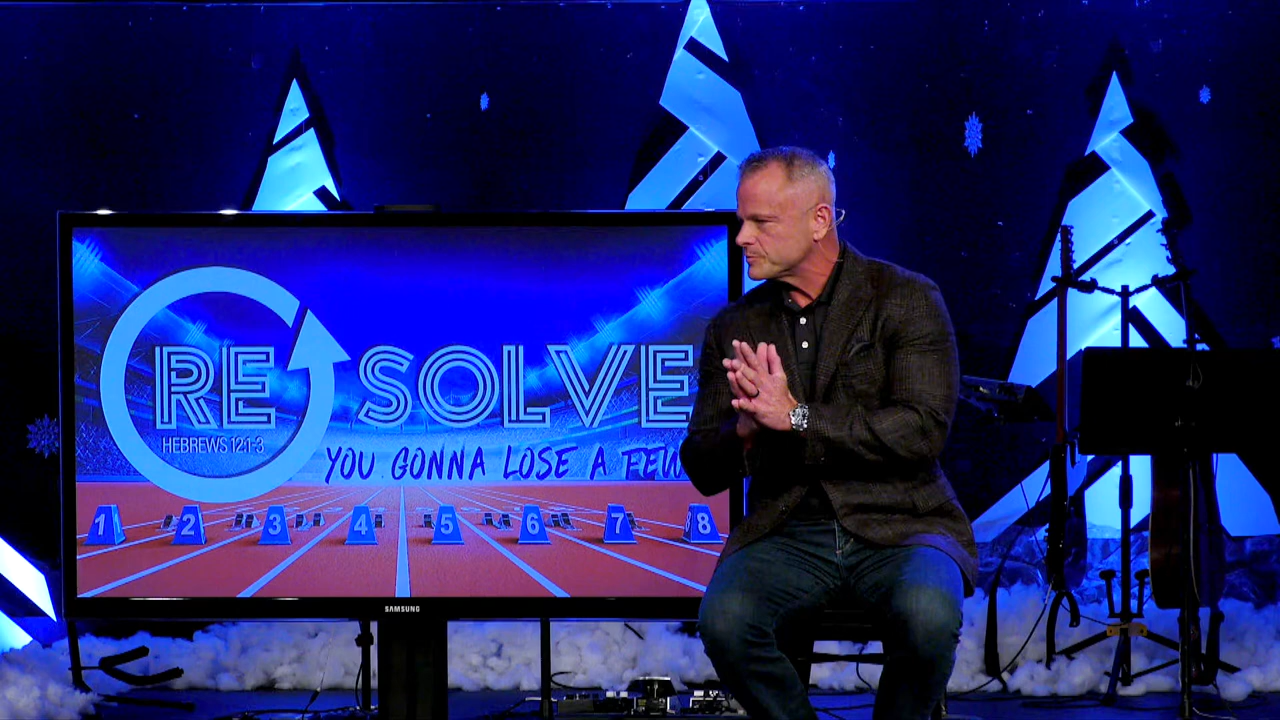 RE SOLVE
HEBREWS 12:1-3
YOU GONNA LOSE A FEW
1 2 3 4 5 6 7 8
SAMSUNG